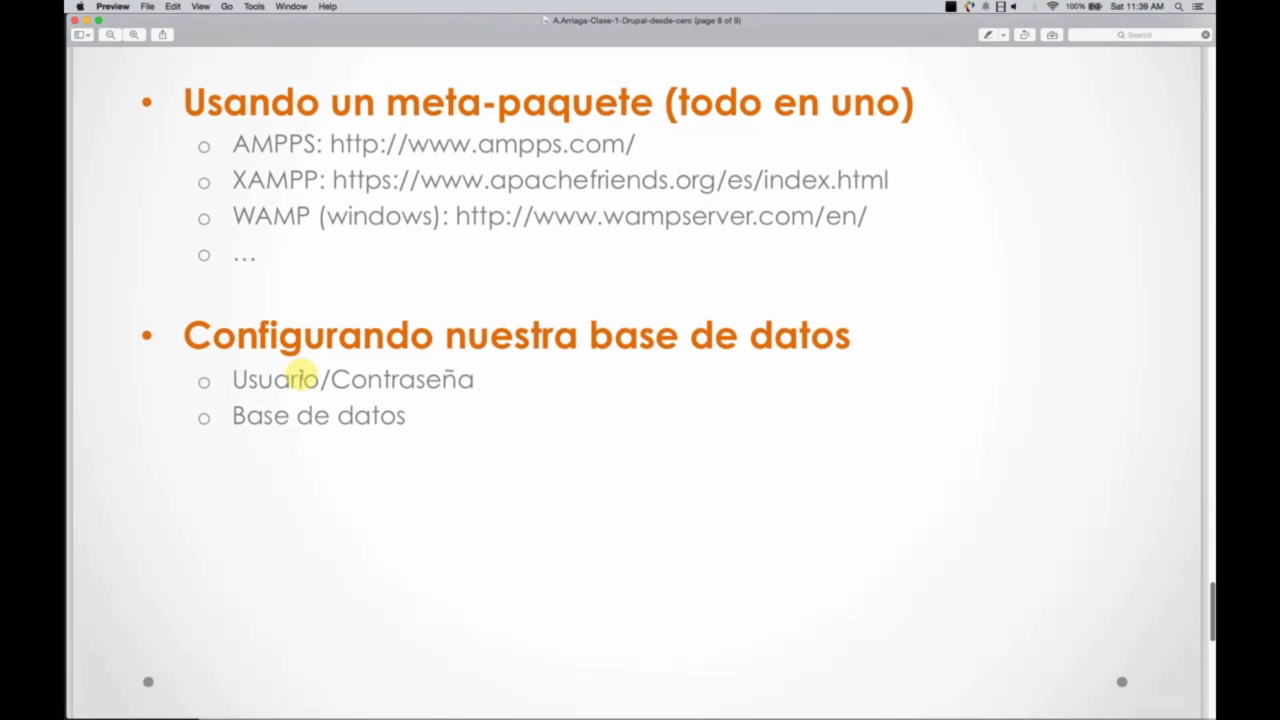 Preview File Edit View Go Tools Window Help 100% Sat 11:39 AM
A.Arriaga-Clase-1-Drupal-desde-cero (page 8 of 9)
Search
• Usando un meta-paquete (todo en uno)
o AMPPS: http://www.ampps.com/
o XAMPP: https://www.apachefriends.org/es/index.html
o WAMP (windows): http://www.wampserver.com/en/
o ...
• Configurando nuestra base de datos
o Usuario/Contraseña
o Base de datos